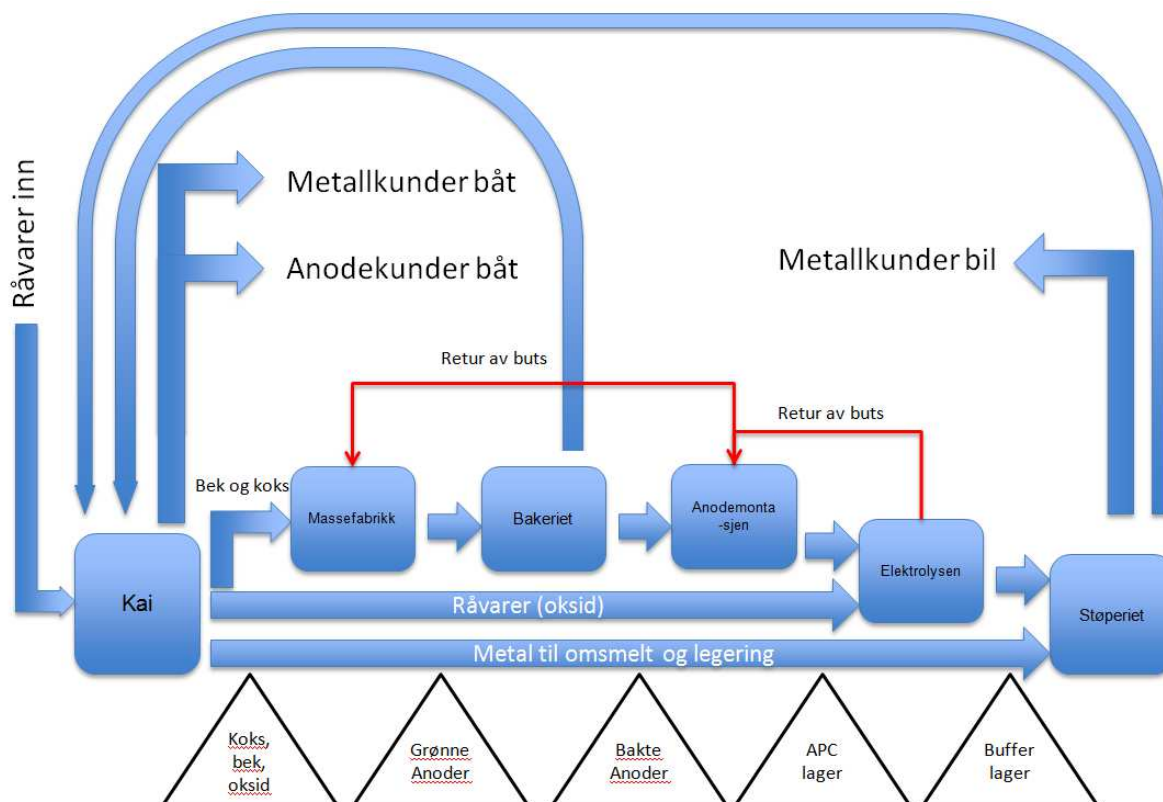 Råvarer inn
Metallkunder båt
Anodekunder båt
Metallkunder bil
Retur av buts
Retur av buts
Bek og koks
Massefabrikk
Bakeriet
Anodemonta
-sjen
Elektrolysen
Kai
Støperiet
Råvarer (oksid)
Metal til omsmelt og legering
Koks,
bek,
oksid
Grønne
Anoder
Bakte
Anoder
APC
lager
Buffer
lager